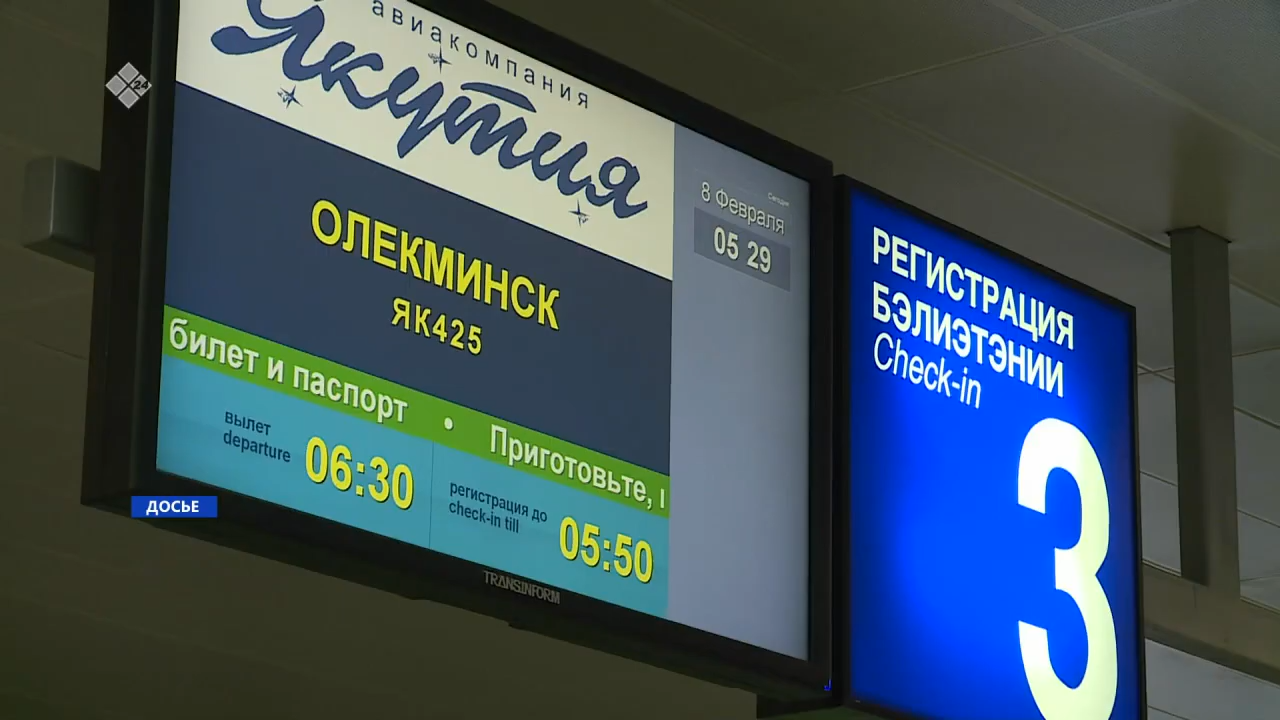 24
авиакомпания
Якутия
ОЛЕКМИНСК
ЯК425
билет и паспорт • Приготовьте,
вылет
departure
06:30
регистрация до
check-in till
05:50
Сегодня
8 Февраля
05 29
TRANSINFORM
РЕГИСТРАЦИЯ
БЭЛИЭТЭНИИ
Check-in
3
ДОСЬЕ